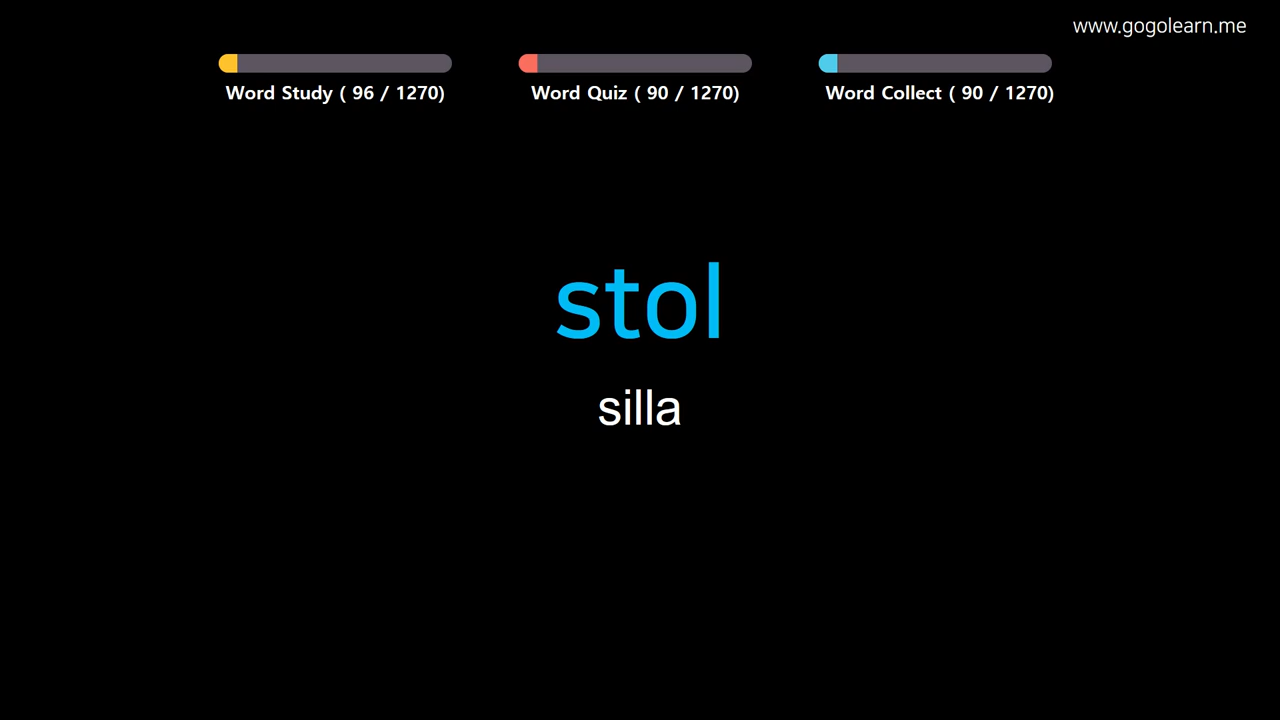 www.gogolearn.me
Word Study ( 96 / 1270)
Word Quiz ( 90 / 1270)
Word Collect ( 90 / 1270)
stol
silla